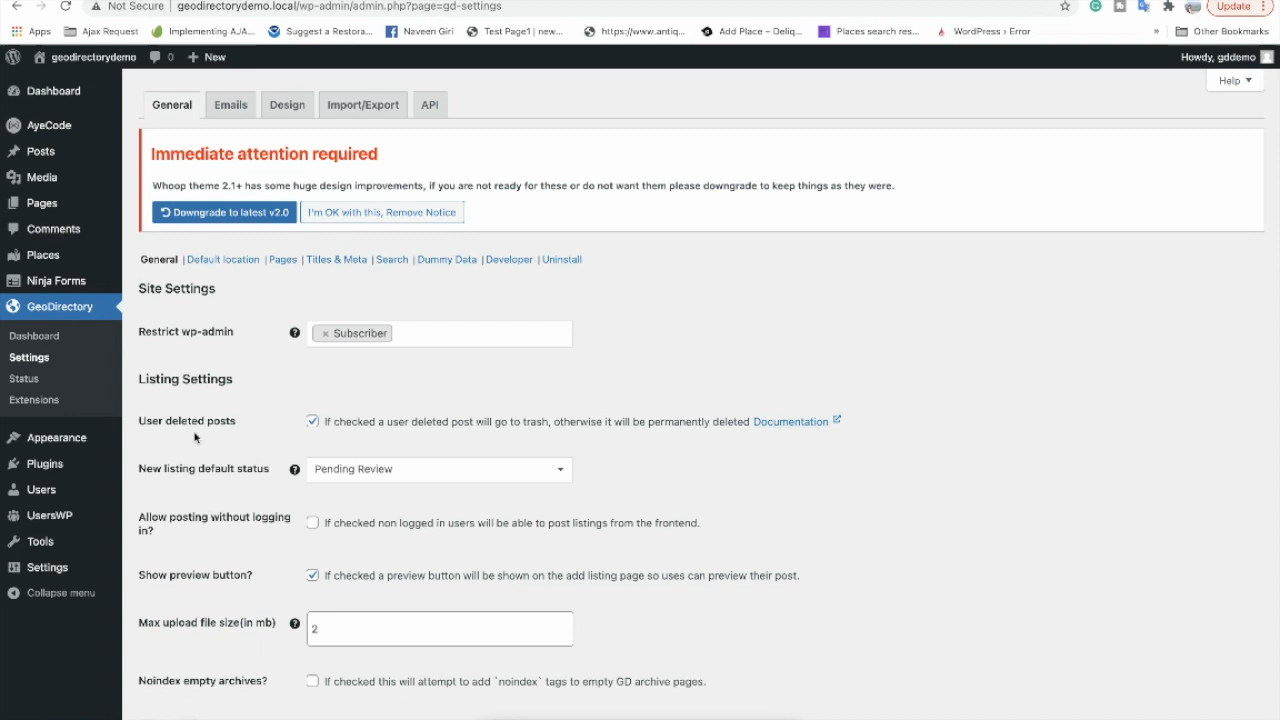 Not Secure | geodirectorydemo.local/wp-admin/admin.php?page=gd-settings
Update
Apps Ajax Request Implementing AJA... Suggest a Restora... Naveen Giri Test Page1 | new... https://www.antiq... Add Place – Deliq... Places search res... WordPress › Error » Other Bookmarks
geodirectorydemo 0 + New Howdy, gddemo
Help
Dashboard
AyeCode
Posts
Media
Pages
Comments
Places
Ninja Forms
GeoDirectory
Dashboard
Settings
Status
Extensions
Appearance
Plugins
Users
UsersWP
Tools
Settings
Collapse menu
General Emails Design Import/Export API
Immediate attention required
Whoop theme 2.1+ has some huge design improvements, if you are not ready for these or do not want them please downgrade to keep things as they were.
Downgrade to latest v2.0 I'm OK with this, Remove Notice
General | Default location | Pages | Titles & Meta | Search | Dummy Data | Developer | Uninstall
Site Settings
Restrict wp-admin ? × Subscriber
Listing Settings
User deleted posts If checked a user deleted post will go to trash, otherwise it will be permanently deleted Documentation
New listing default status ? Pending Review
Allow posting without logging
in?
If checked non logged in users will be able to post listings from the frontend.
Show preview button? If checked a preview button will be shown on the add listing page so uses can preview their post.
Max upload file size(in mb) ? 2
Noindex empty archives? If checked this will attempt to add `noindex` tags to empty GD archive pages.